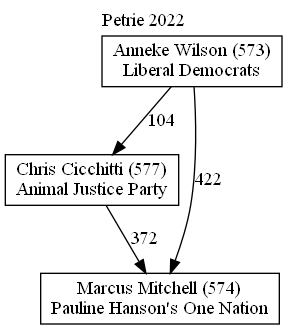 Petrie 2022
Anneke Wilson (573)
Liberal Democrats
104
Chris Cicchitti (577)
Animal Justice Party
422
372
Marcus Mitchell (574)
Pauline Hanson's One Nation